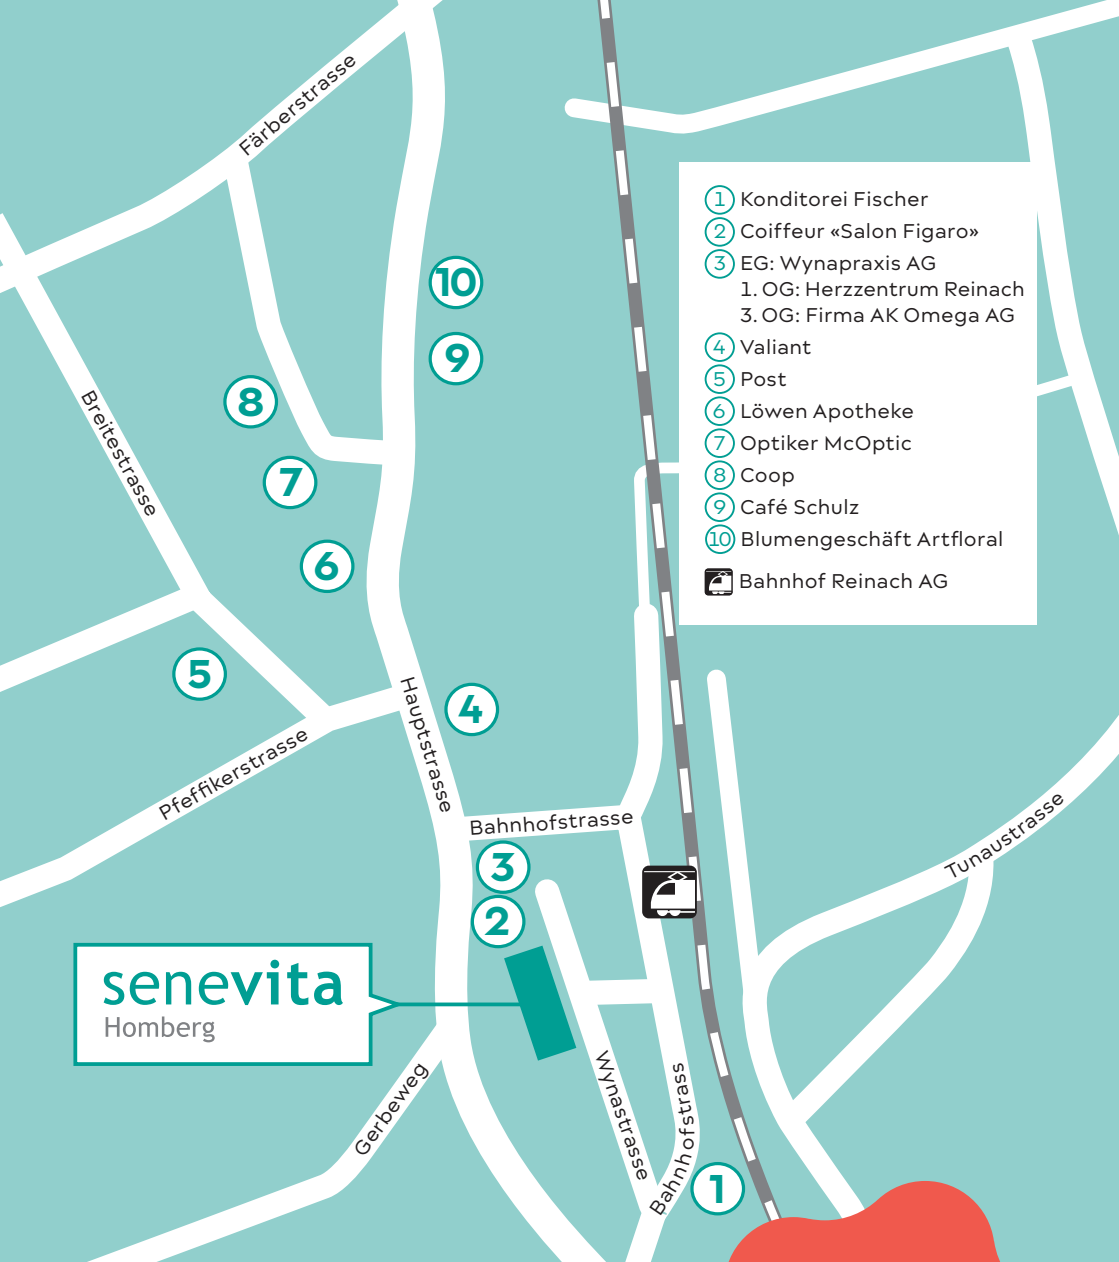 Färberstrasse
1 Konditorei Fischer
2 Coiffeur «Salon Figaro»
3 EG: Wynapraxis AG
1. OG: Herzzentrum Reinach
3. OG: Firma AK Omega AG
4 Valiant
5 Post
6 Löwen Apotheke
7 Optiker McOptic
8 Coop
9 Café Schulz
10 Blumengeschäft Artfloral
Bahnhof Reinach AG
10
9
8
Breitestrasse
7
6
5
Hauptstrasse
4
Pfeffikerstrasse
Bahnhofstrasse
Tunaustrasse
3
2
senevita
Homberg
Gerbeweg
Wynastrasse
Bahnhofstrass
1